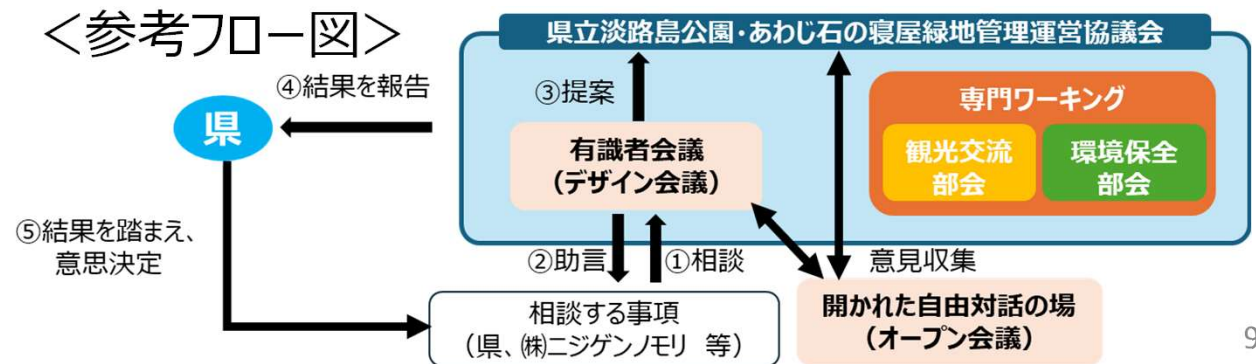 ＜参考フロー図＞
県立淡路島公園・あわじ石の寝屋緑地管理運営協議会
④結果を報告
③提案
専門ワーキング
県
有識者会議
（デザイン会議）
観光交流
部会
環境保全
部会
⑤結果を踏まえ、
意思決定
②助言
①相談
意見収集
相談する事項
（県、㈱ニジゲンノモリ 等）
開かれた自由対話の場
（オープン会議）
9